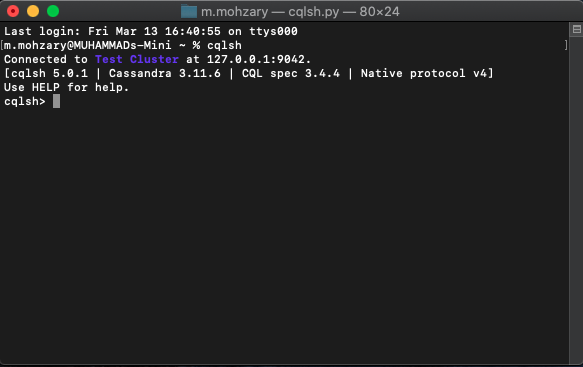 m.mohzary — cqlsh.py — 80×24
Last login: Fri Mar 13 16:40:55 on ttys000
[m.mohzary@MUHAMMADs-Mini ~ % cqlsh ]
Connected to Test Cluster at 127.0.0.1:9042.
[cqlsh 5.0.1 | Cassandra 3.11.6 | CQL spec 3.4.4 | Native protocol v4]
Use HELP for help.
cqlsh>